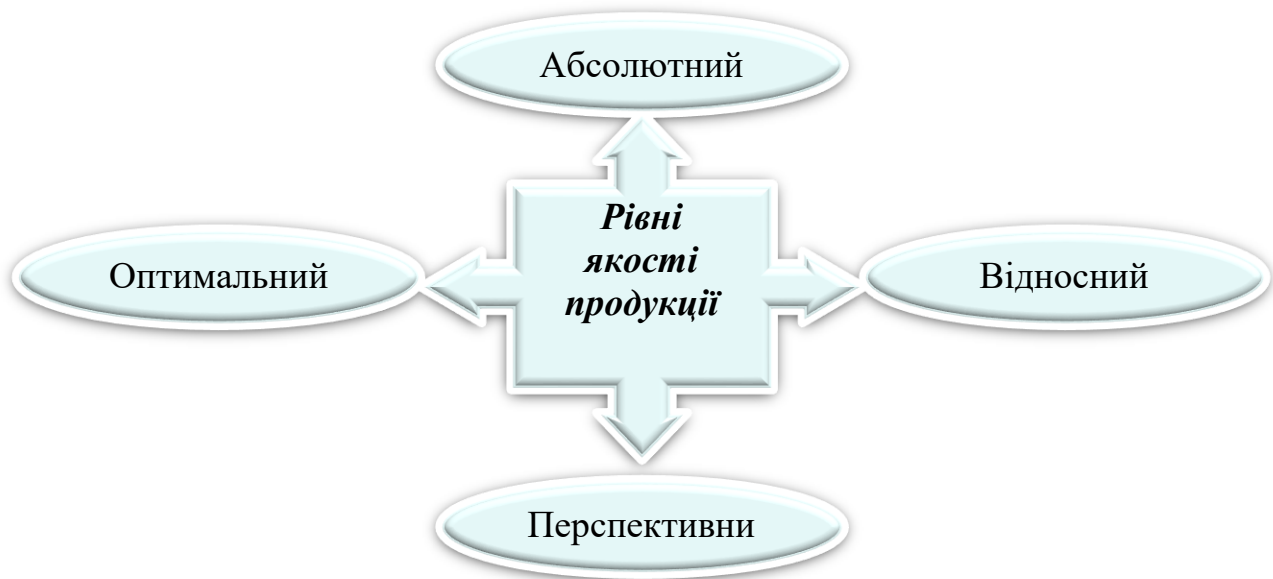 Абсолютний
Рівні
якості
продукції
Оптимальний
Відносний
Перспективни